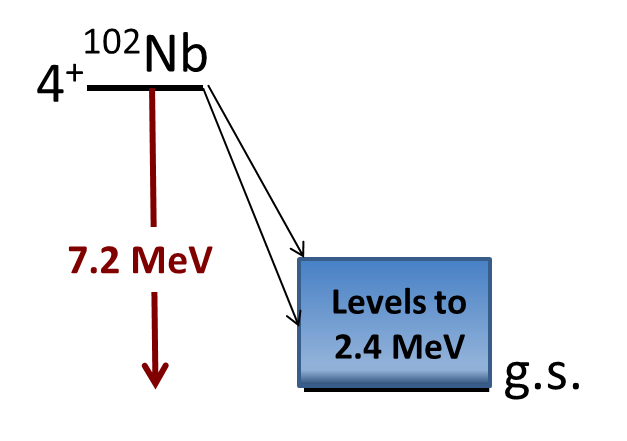 ¹⁰²Nb
4⁺
7.2 MeV
Levels to
2.4 MeV
g.s.